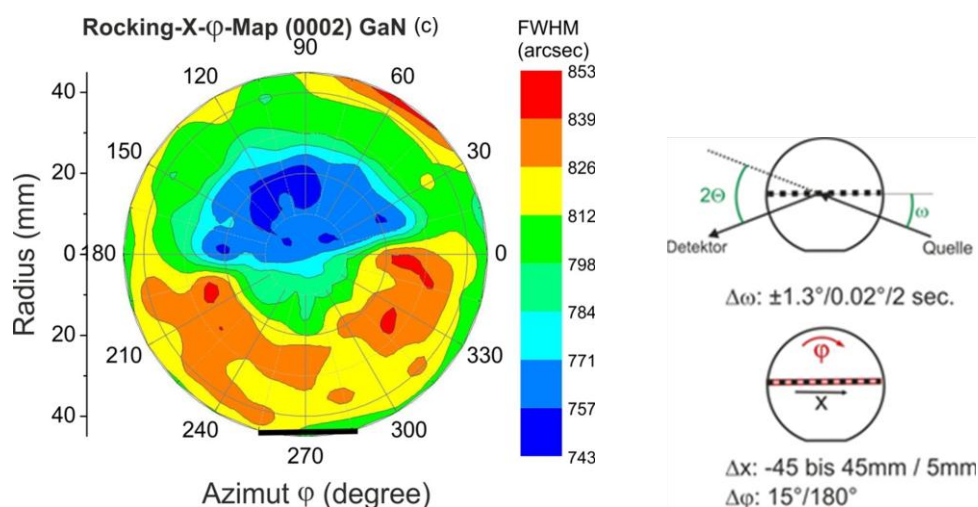 Rocking-X-φ-Map (0002) GaN (c)
FWHM
(arcsec)
90
120
60
150
30
180
0
210
330
240
300
270
40
20
0
20
40
Radius (mm)
Azimut φ (degree)
853
839
826
812
798
784
771
757
743
2Θ
ω
Detektor
Quelle
Δω: ±1.3°/0.02°/2 sec.
φ
X
Δx: -45 bis 45mm / 5mm
Δφ: 15°/180°